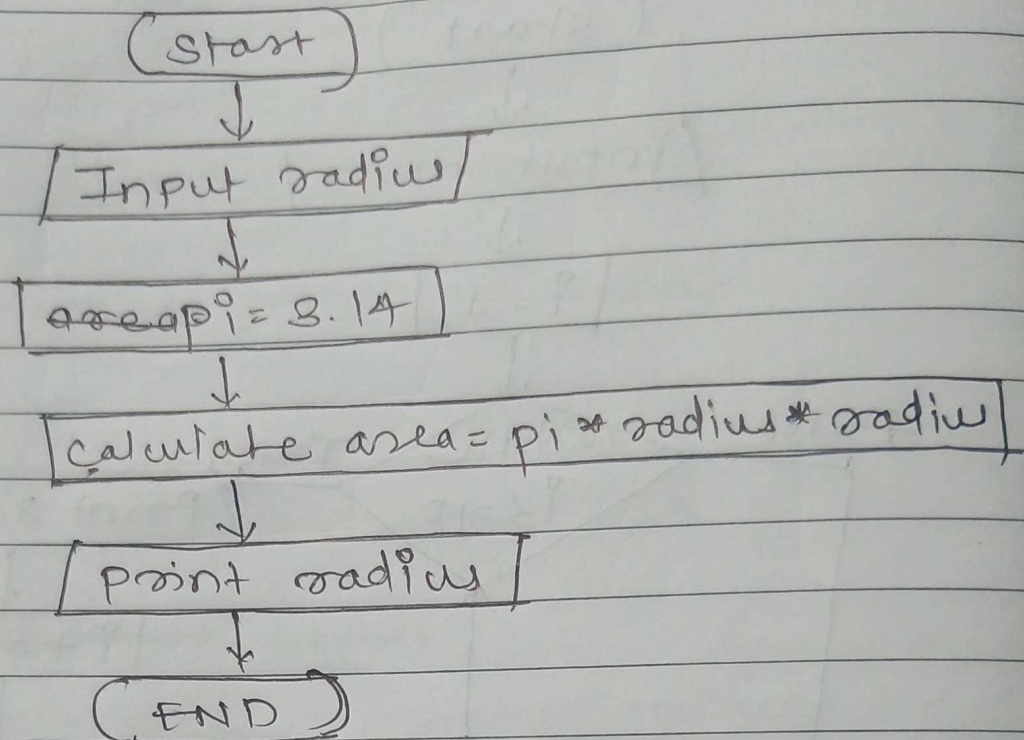 Start
Input radius
pi = 3.14
Calculate area = pi * radius * radius
print radius
END